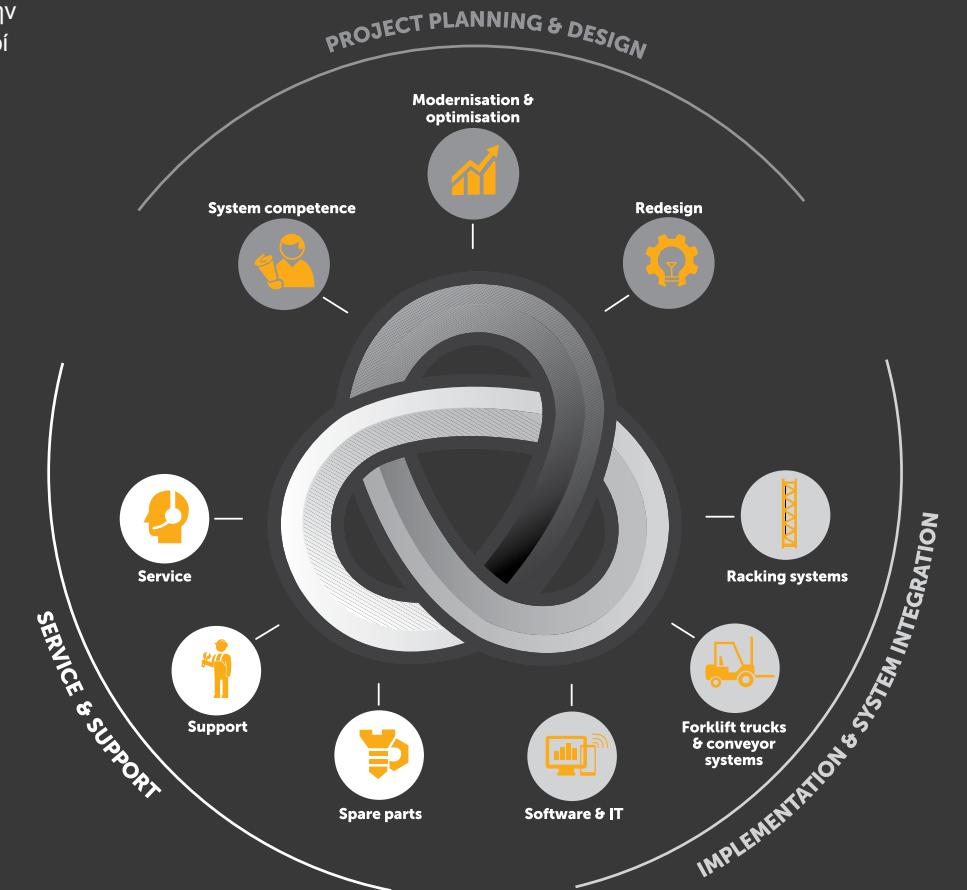 PROJECT PLANNING & DESIGN
Modernisation &
optimisation
System competence
Redesign
Service
Racking systems
Support
Forklift trucks
& conveyor
systems
Spare parts
Software & IT
SERVICE & SUPPORT
IMPLEMENTATION & SYSTEM INTEGRATION